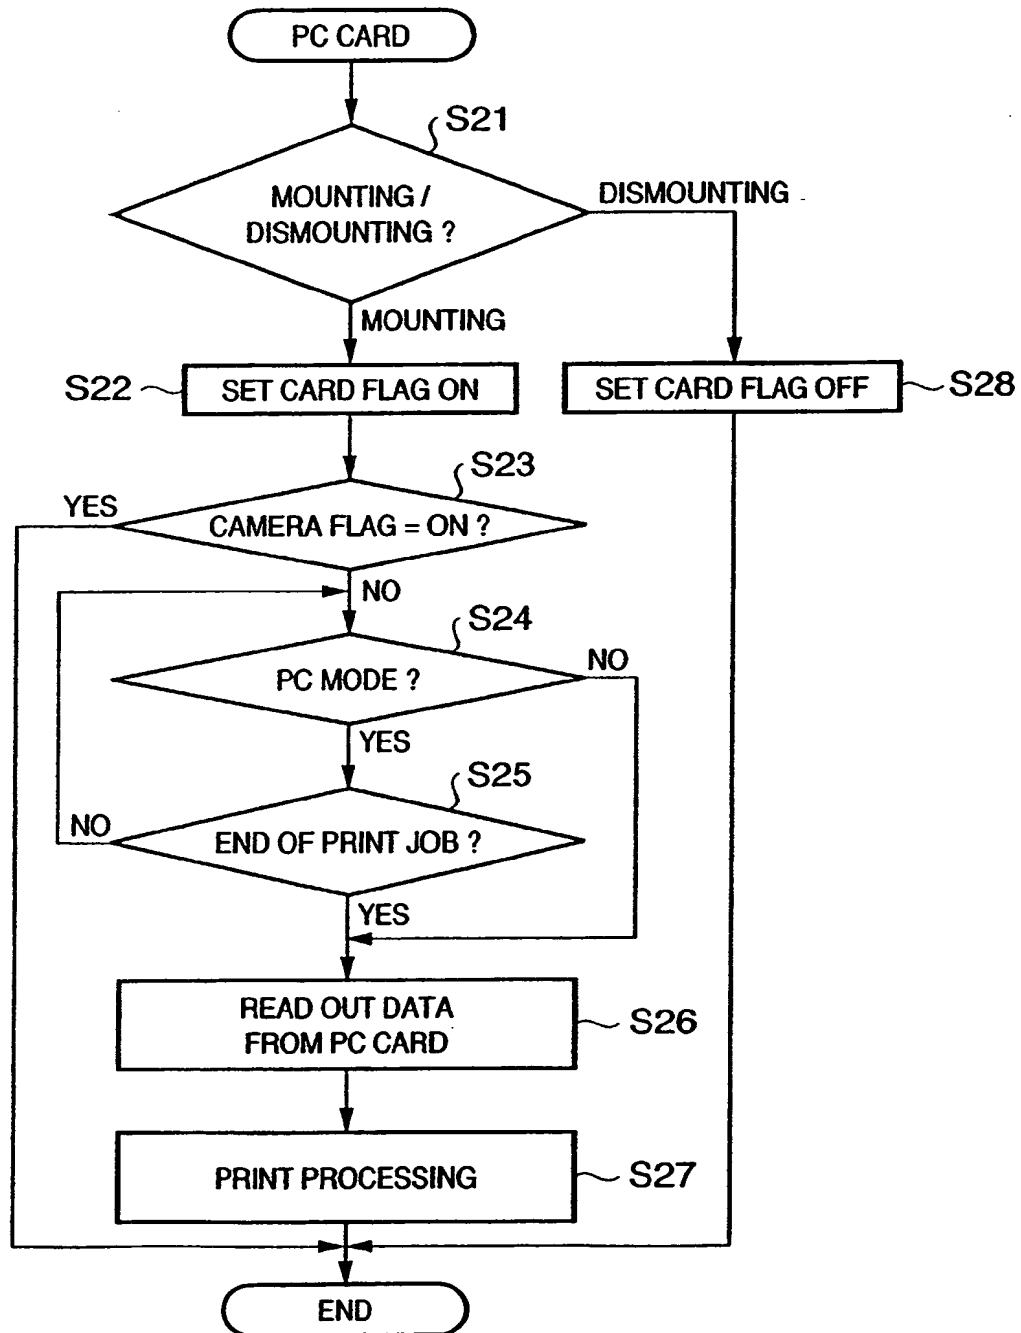 PC CARD
S21
MOUNTING /
DISMOUNTING ?
DISMOUNTING
MOUNTING
S22
SET CARD FLAG ON
SET CARD FLAG OFF
S28
S23
YES
CAMERA FLAG = ON ?
NO
S24
PC MODE ?
NO
YES
S25
NO
END OF PRINT JOB ?
YES
READ OUT DATA
FROM PC CARD
S26
PRINT PROCESSING
S27
END